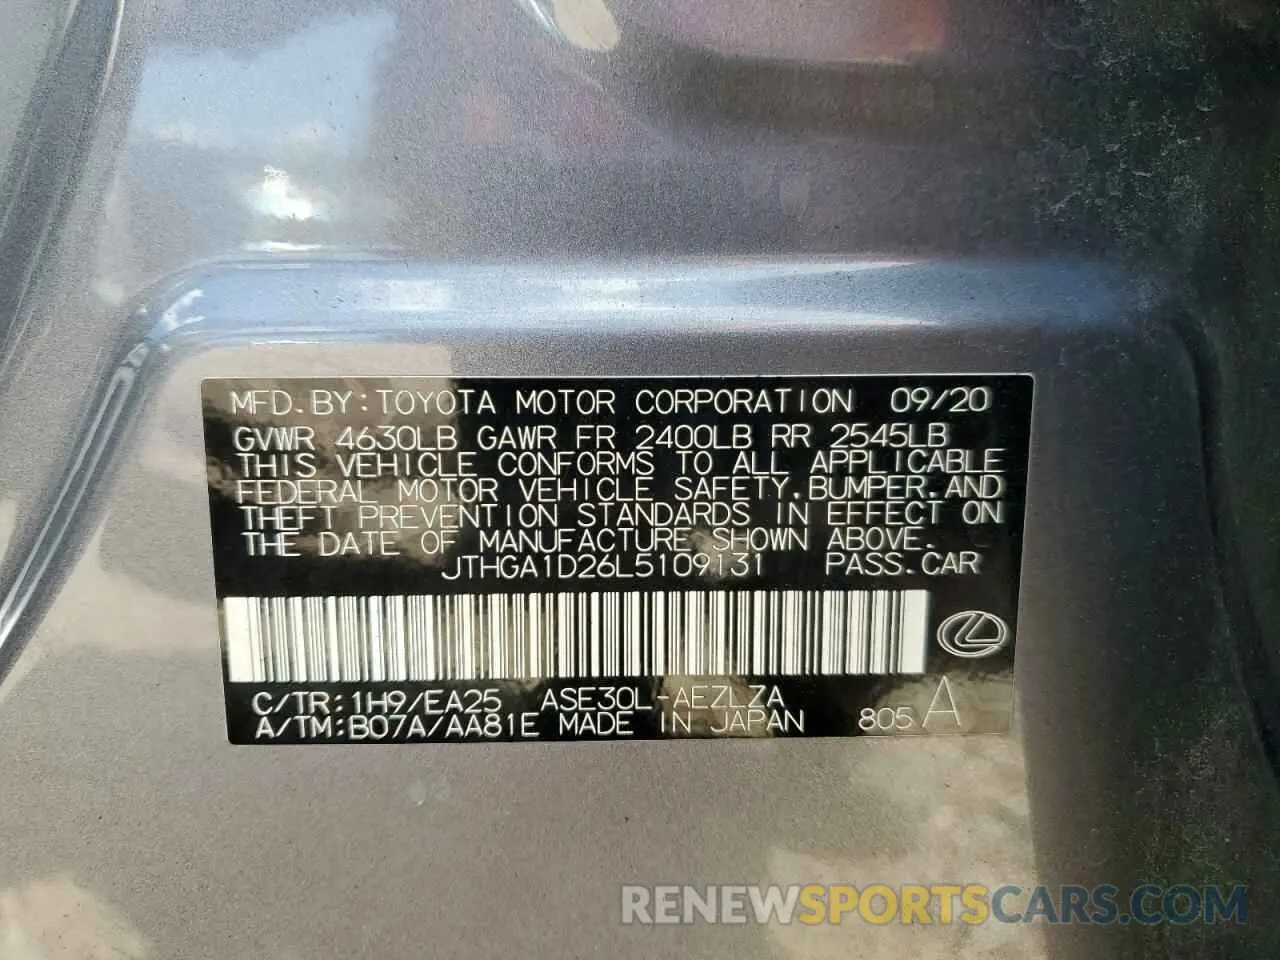 MFD. BY: TOYOTA MOTOR CORPORATION 09/20
GVWR 4630LB GAWR FR 2400LB RR 2545LB
THIS VEHICLE CONFORMS TO ALL APPLICABLE
FEDERAL MOTOR VEHICLE SAFETY, BUMPER, AND
THEFT PREVENTION STANDARDS IN EFFECT ON
THE DATE OF MANUFACTURE SHOWN ABOVE.
JTHGA1D26L5109131 PASS. CAR
C/TR: 1H9/EA25 ASE30L-AEZLZA
A/TM: B07A/AA81E MADE IN JAPAN 805 A
RENEWSPORTSCARS.COM